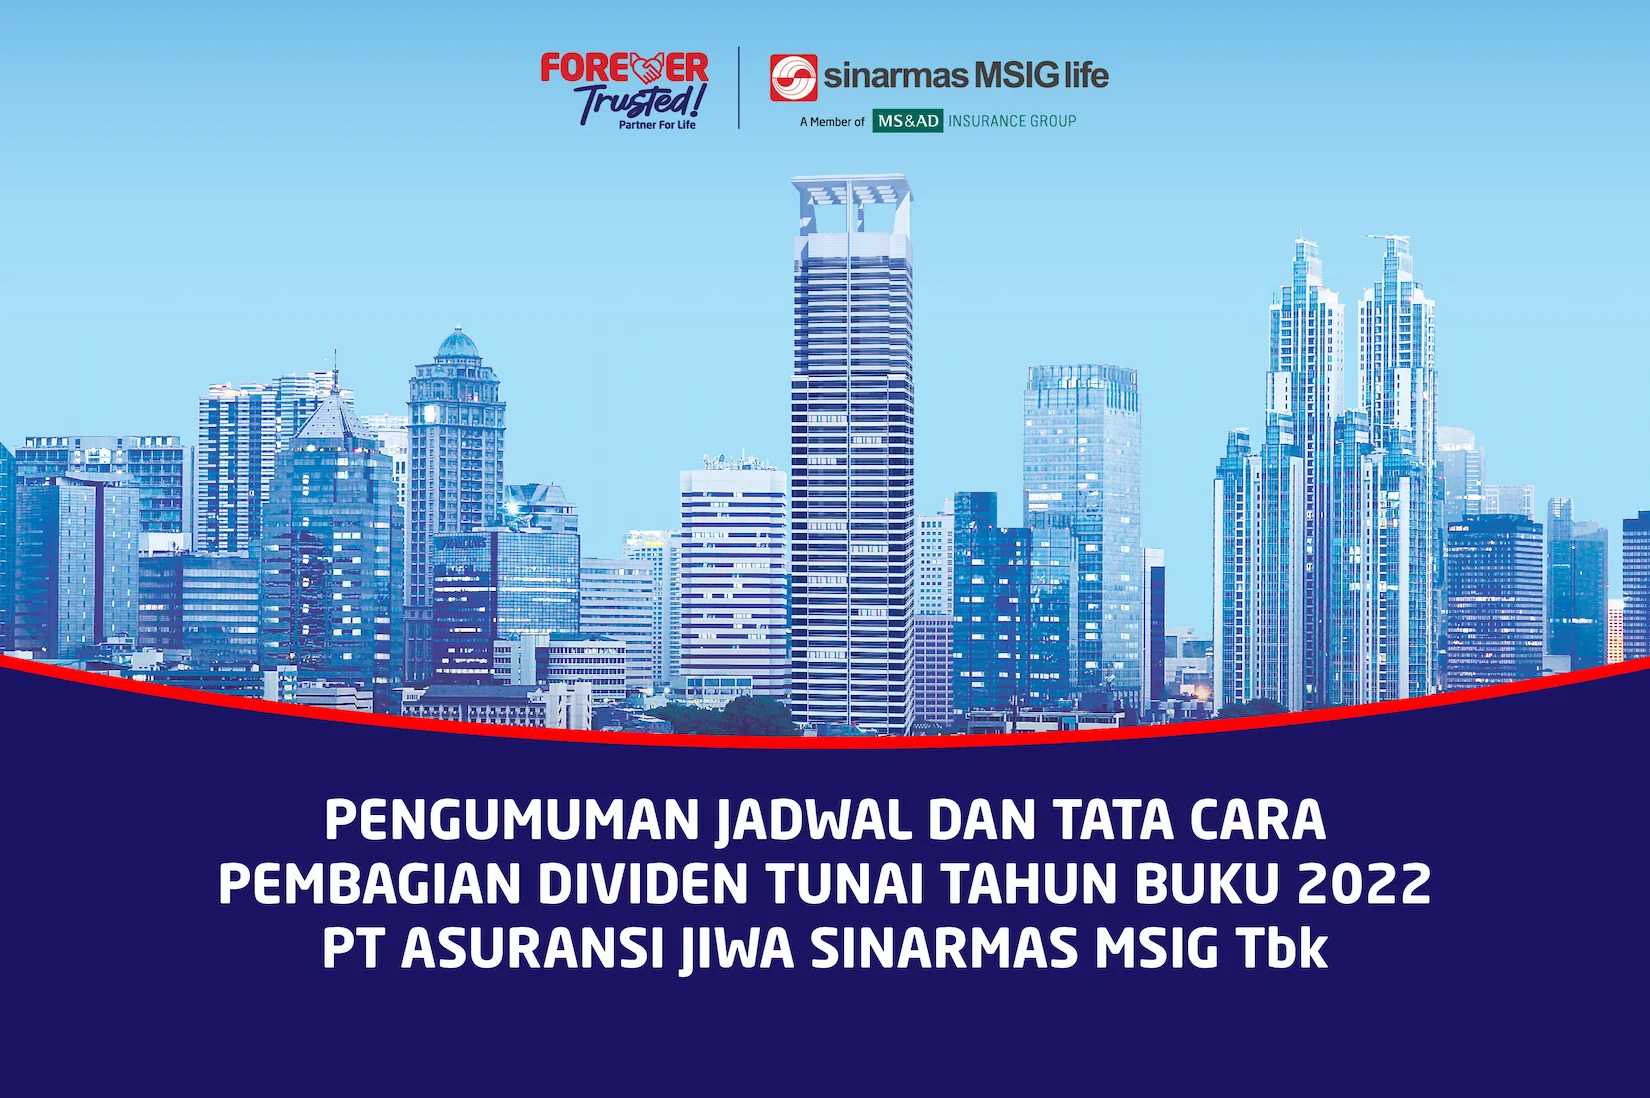 FOREVER
Trusted!
Partner For Life
sinarmas MSIG life
A Member of MS&AD INSURANCE GROUP
PENGUMUMAN JADWAL DAN TATA CARA
PEMBAGIAN DIVIDEN TUNAI TAHUN BUKU 2022
PT ASURANSI JIWA SINARMAS MSIG Tbk